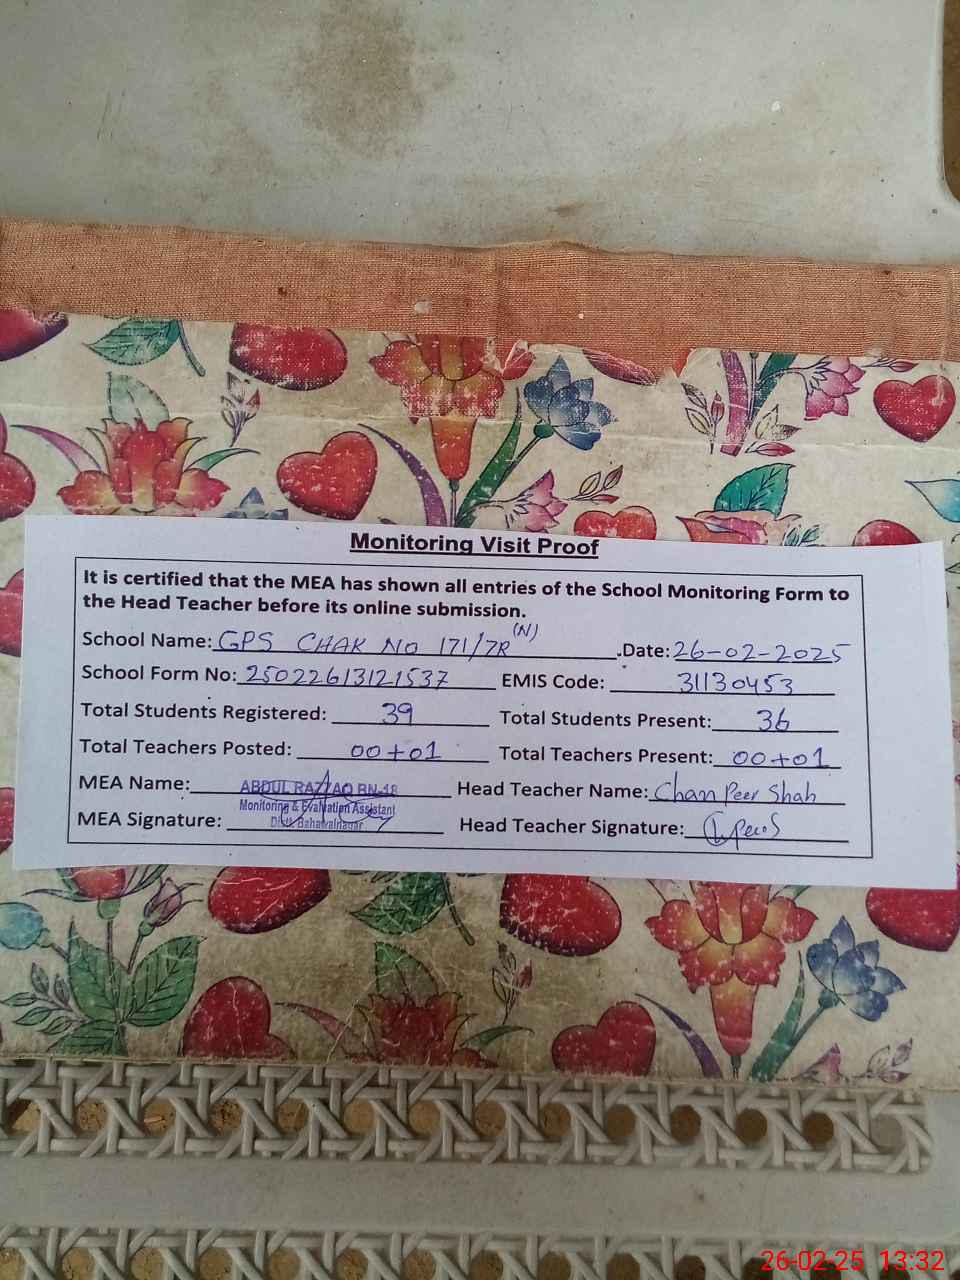 Monitoring Visit Proof
It is certified that the MEA has shown all entries of the School Monitoring Form to
the Head Teacher before its online submission.
School Name: GPS CHAK NO 171/7R (N) .Date: 26-02-2025
School Form No: 25022613121537 EMIS Code: 31130453
Total Students Registered: 39 Total Students Present: 36
Total Teachers Posted: 00+01 Total Teachers Present: 00+01
MEA Name: ABDUL RAZZAQ BN-18 Head Teacher Name: Chan Peer Shah
Monitoring & Evaluation Assistant
MEA Signature: Distt. Bahawalnagar Head Teacher Signature:
26-02-25 13:32